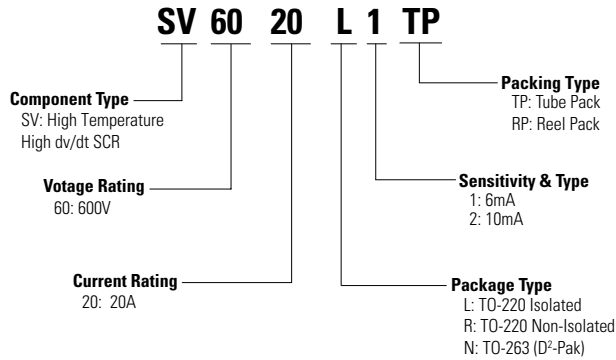 SV 60 20 L 1 TP
Component Type
SV: High Temperature
High dv/dt SCR
Votage Rating
60: 600V
Current Rating
20: 20A
Packing Type
TP: Tube Pack
RP: Reel Pack
Sensitivity & Type
1: 6mA
2: 10mA
Package Type
L: TO-220 Isolated
R: TO-220 Non-Isolated
N: TO-263 (D²-Pak)